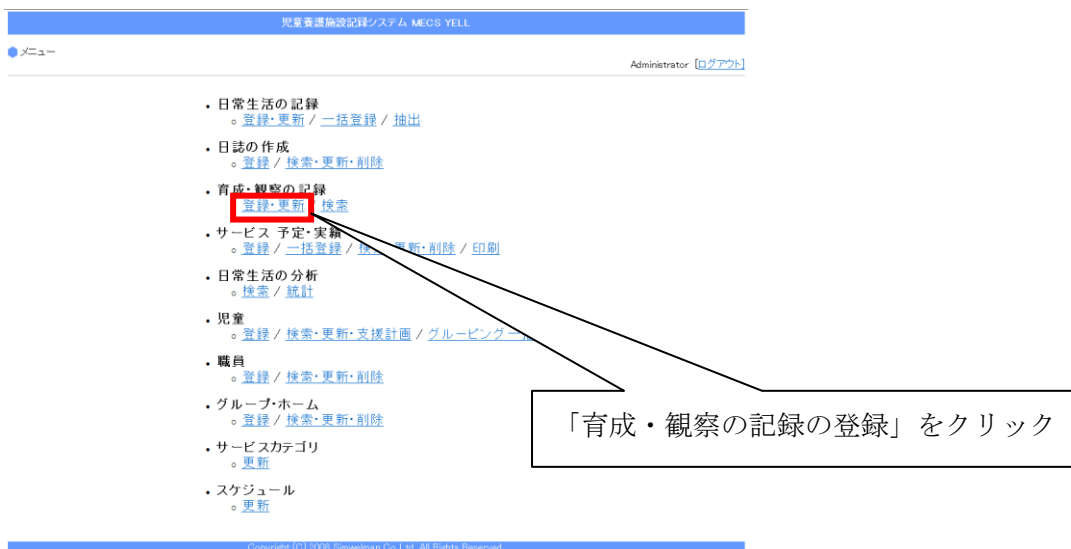 児童養護施設記録システム MECS YELL
メニュー
Administrator [ログアウト]
・日常生活の記録
登録・更新 / 一括登録 / 抽出
・日誌の作成
登録 / 検索・更新・削除
・育成・観察の記録
登録・更新 / 検索
・サービス 予定・実績
登録 / 一括登録 / 検索・更新・削除 / 印刷
・日常生活の分析
検索 / 統計
・児童
登録 / 検索・更新・支援計画 / グルーピング一括
・職員
登録 / 検索・更新・削除
・グループ・ホーム
登録 / 検索・更新・削除
「育成・観察の記録の登録」をクリック
・サービスカテゴリ
更新
・スケジュール
更新
Copyright (C) 2008 Co.,Ltd. All Rights Reserved